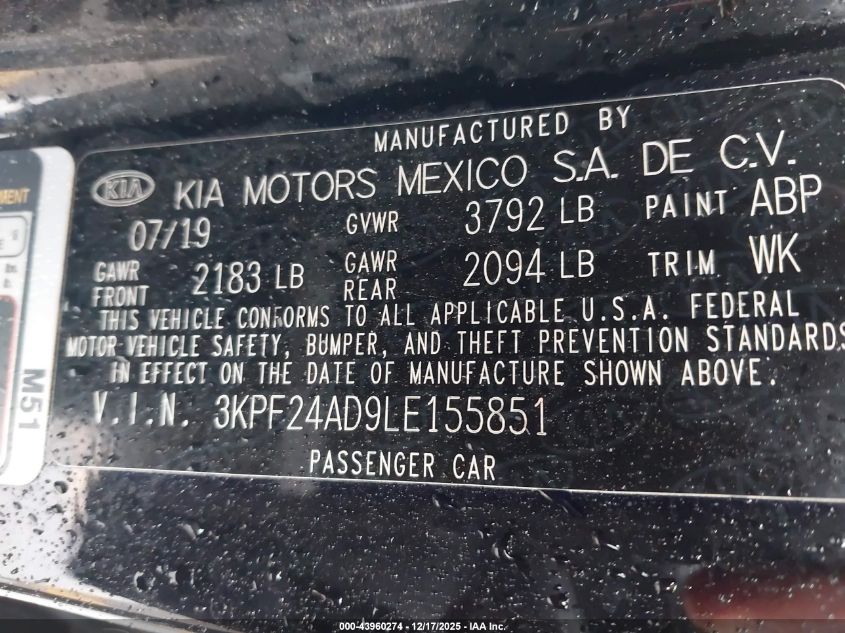 MANUFACTURED BY
KIA KIA MOTORS MEXICO S.A. DE C.V.
07/19 GVWR 3792 LB PAINT ABP
GAWR FRONT 2183 LB GAWR REAR 2094 LB TRIM WK
THIS VEHICLE CONFORMS TO ALL APPLICABLE U.S.A. FEDERAL
MOTOR VEHICLE SAFETY, BUMPER, AND THEFT PREVENTION STANDARDS
IN EFFECT ON THE DATE OF MANUFACTURE SHOWN ABOVE.
V.I.N. 3KPF24AD9LE155851
PASSENGER CAR
M51
000-43960274 - 12/17/2025 - IAA Inc.